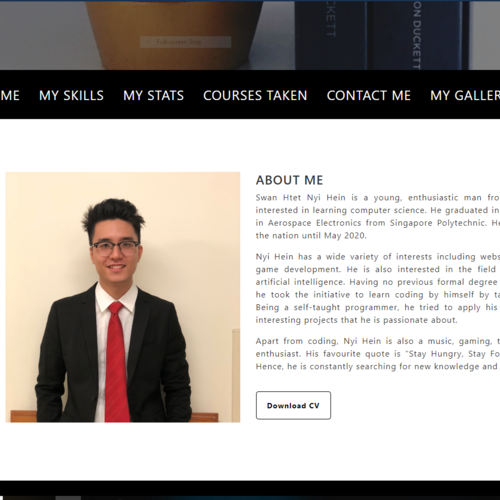 CKETT
ON DUCKETT
ME MY SKILLS MY STATS COURSES TAKEN CONTACT ME MY GALLER
ABOUT ME
Swan Htet Nyi Hein is a young, enthusiastic man fro
interested in learning computer science. He graduated in
in Aerospace Electronics from Singapore Polytechnic. He
the nation until May 2020.
Nyi Hein has a wide variety of interests including webs
game development. He is also interested in the field
artificial intelligence. Having no previous formal degree
he took the initiative to learn coding by himself by ta
Being a self-taught programmer, he tried to apply his
interesting projects that he is passionate about.
Apart from coding, Nyi Hein is also a music, gaming, t
enthusiast. His favourite quote is "Stay Hungry, Stay Fo
Hence, he is constantly searching for new knowledge and
Download CV